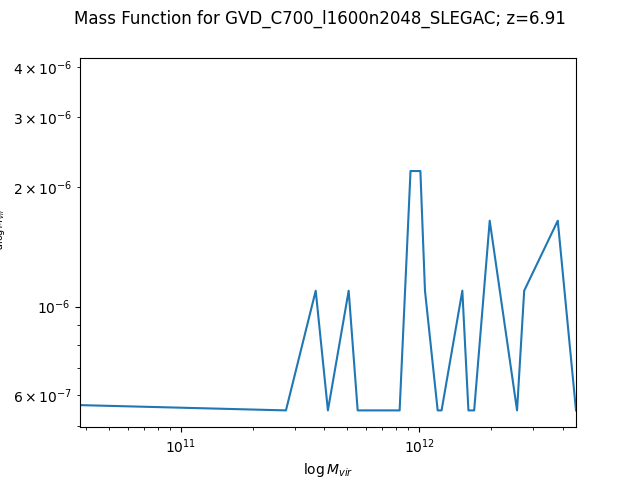 Mass Function for GVD_C700_l1600n2048_SLEGAC; z=6.91
4 × 10⁻⁶
3 × 10⁻⁶
2 × 10⁻⁶
10⁻⁶
6 × 10⁻⁷
10¹¹
10¹²
log M_vir